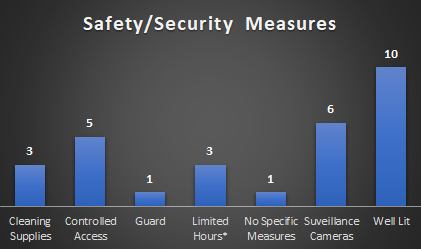 Safety/Security Measures
10
6
5
3
3
1
1
Cleaning Supplies
Controlled Access
Guard
Limited Hours*
No Specific Measures
Suveillance Cameras
Well Lit